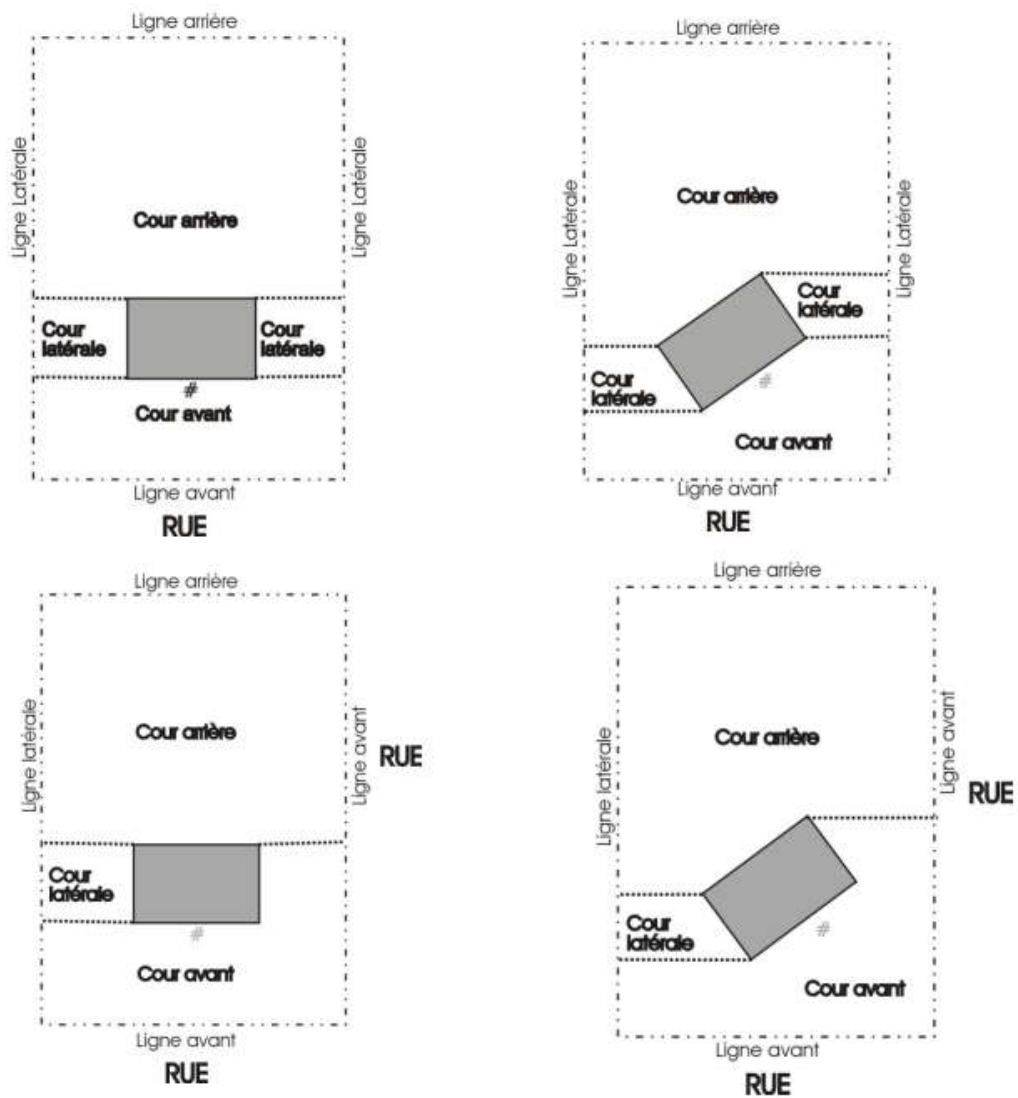 Ligne arrière
Ligne Latérale
Ligne Latérale
Cour arrière
Cour
latérale
Cour
latérale
#
Cour avant
Ligne avant
RUE
Ligne arrière
Ligne Latérale
Ligne Latérale
Cour arrière
Cour
latérale
Cour
latérale
#
Cour avant
Ligne avant
RUE
Ligne arrière
Ligne latérale
Cour arrière
Ligne avant
RUE
Cour
latérale
#
Cour avant
Ligne avant
RUE
Ligne arrière
Ligne latérale
Cour arrière
Ligne avant
RUE
Cour
latérale
#
Cour avant
Ligne avant
RUE